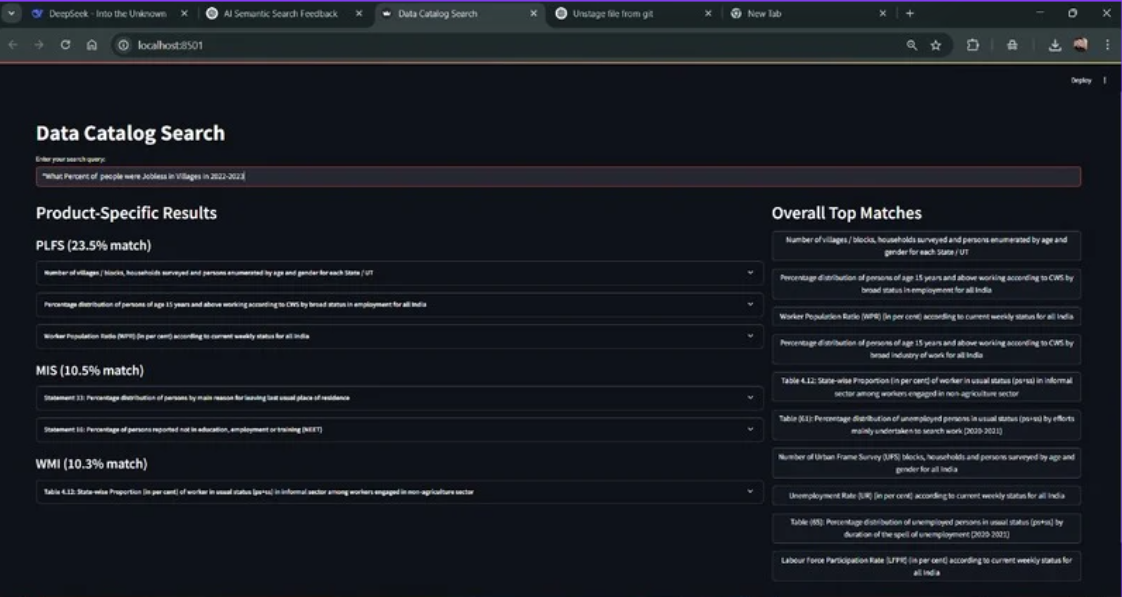 DeepSeek - Into the Unknown
AI Semantic Search Feedback
Data Catalog Search
Unstage file from git
New Tab
localhost:8501
Deploy
Data Catalog Search
Enter your search query:
"What Percent of people were Jobless in Villages in 2022-2023
Product-Specific Results
PLFS (23.5% match)
Number of villages / blocks, households surveyed and persons enumerated by age and gender for each State / UT
Percentage distribution of persons of age 15 years and above working according to CWS by broad status in employment for all India
Worker Population Ratio (WPR) (in per cent) according to current weekly status for all India
MIS (10.5% match)
Statement 33: Percentage distribution of persons by main reason for leaving last usual place of residence
Percentage of persons reported not in education, employment or training (NEET)
WMI (10.3% match)
Table 4.12: State-wise Proportion (in per cent) of worker in usual status (ps+ss) in informal sector among workers engaged in non-agriculture sector
Overall Top Matches
Number of villages / blocks, households surveyed and persons enumerated by age and
gender for each State / UT
Percentage distribution of persons of age 15 years and above working according to CWS by
broad status in employment for all India
Worker Population Ratio (WPR) (in per cent) according to current weekly status for all India
Percentage distribution of persons of age 15 years and above working according to CWS by
broad industry of work for all India
Table 4.12: State-wise Proportion (in per cent) of worker in usual status (ps+ss) in informal
sector among workers engaged in non-agriculture sector
Table (61): Percentage distribution of unemployed persons in usual status (ps+ss) by efforts
mainly undertaken to search work (2020-2021)
Number of Urban Frame Survey (UFS) blocks, households and persons surveyed by age and
gender for all India
Unemployment Rate (UR) (in per cent) according to current weekly status for all India
Table (65): Percentage distribution of unemployed persons in usual status (ps+ss) by
duration of the spell of unemployment (2020-2021)
Labour Force Participation Rate (LFPR) (in per cent) according to current weekly status for
all India